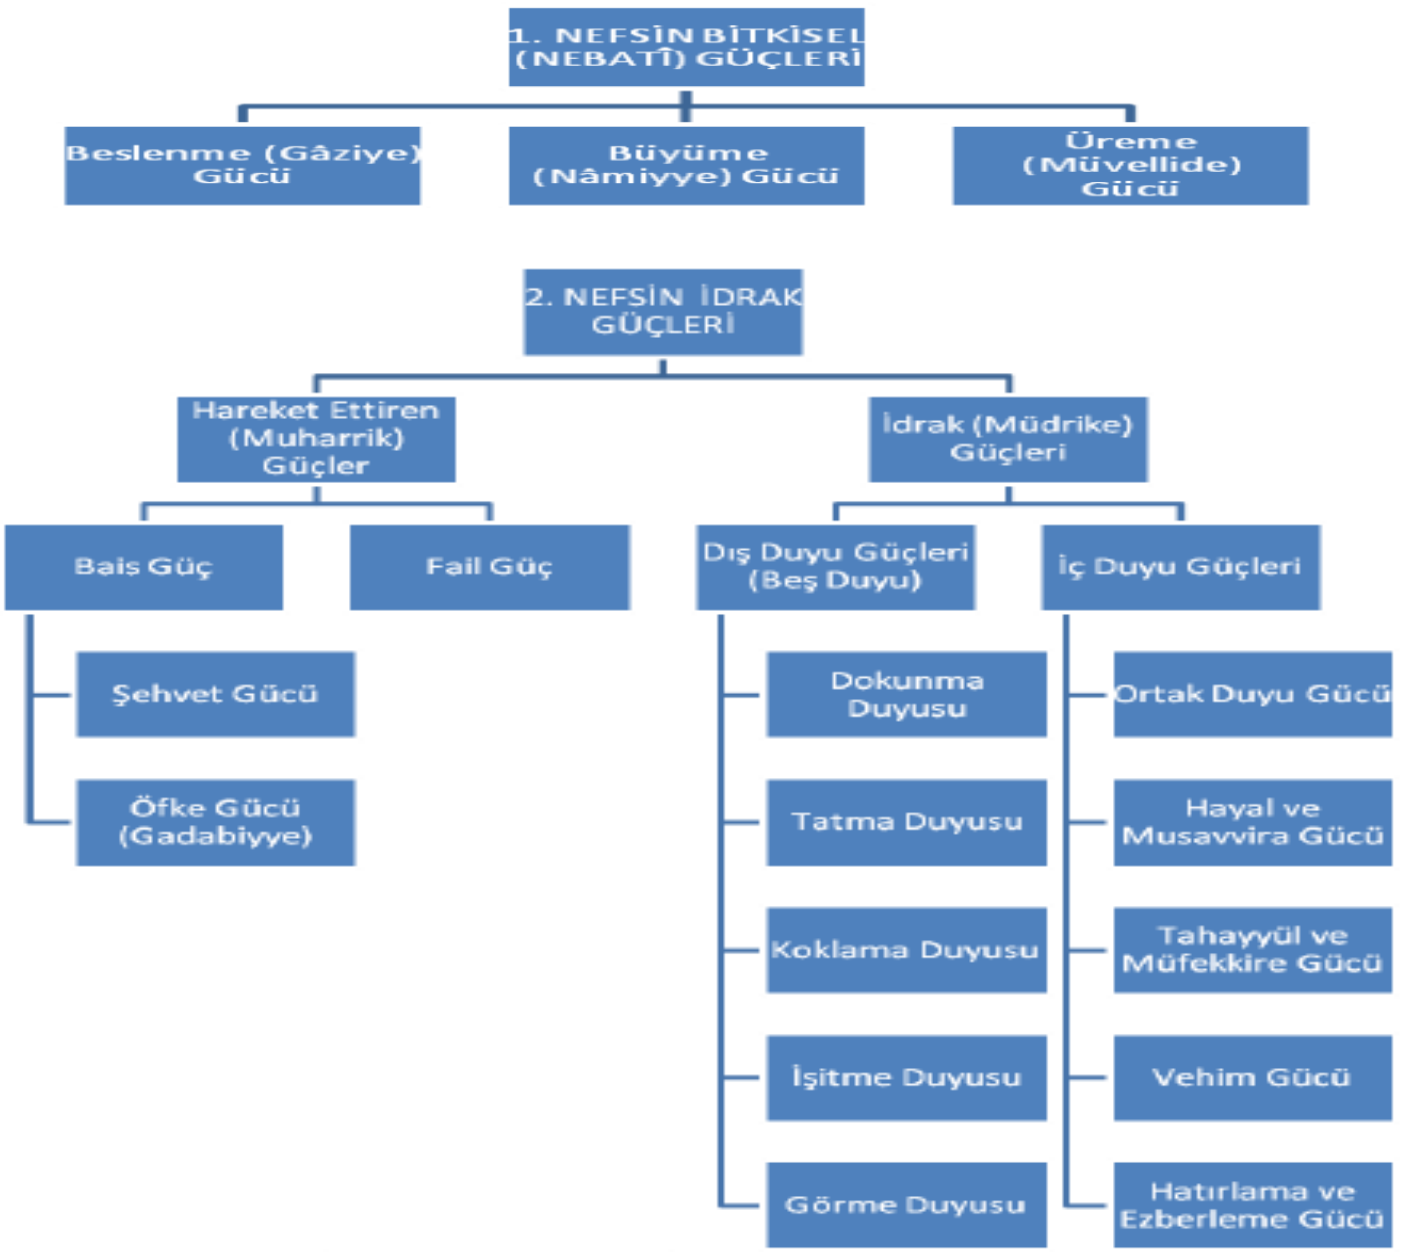 1. NEFSİN BİTKİSEL
(NEBATÎ) GÜÇLERİ
Beslenme (Gâziye)
Gücü
Büyüme
(Nâmiyye) Gücü
Üreme
(Müvellide)
Gücü
2. NEFSİN İDRAK
GÜÇLERİ
Hareket Ettiren
(Muharrik)
Güçler
İdrak (Müdrike)
Güçleri
Bais Güç
Fail Güç
Dış Duyu Güçleri
(Beş Duyu)
İç Duyu Güçleri
Şehvet Gücü
Öfke Gücü
(Gadabiyye)
Dokunma
Duyusu
Tatma Duyusu
Koklama Duyusu
İşitme Duyusu
Görme Duyusu
Ortak Duyu Gücü
Hayal ve
Musavvira Gücü
Tahayyül ve
Müfekkire Gücü
Vehim Gücü
Hatırlama ve
Ezberleme Gücü